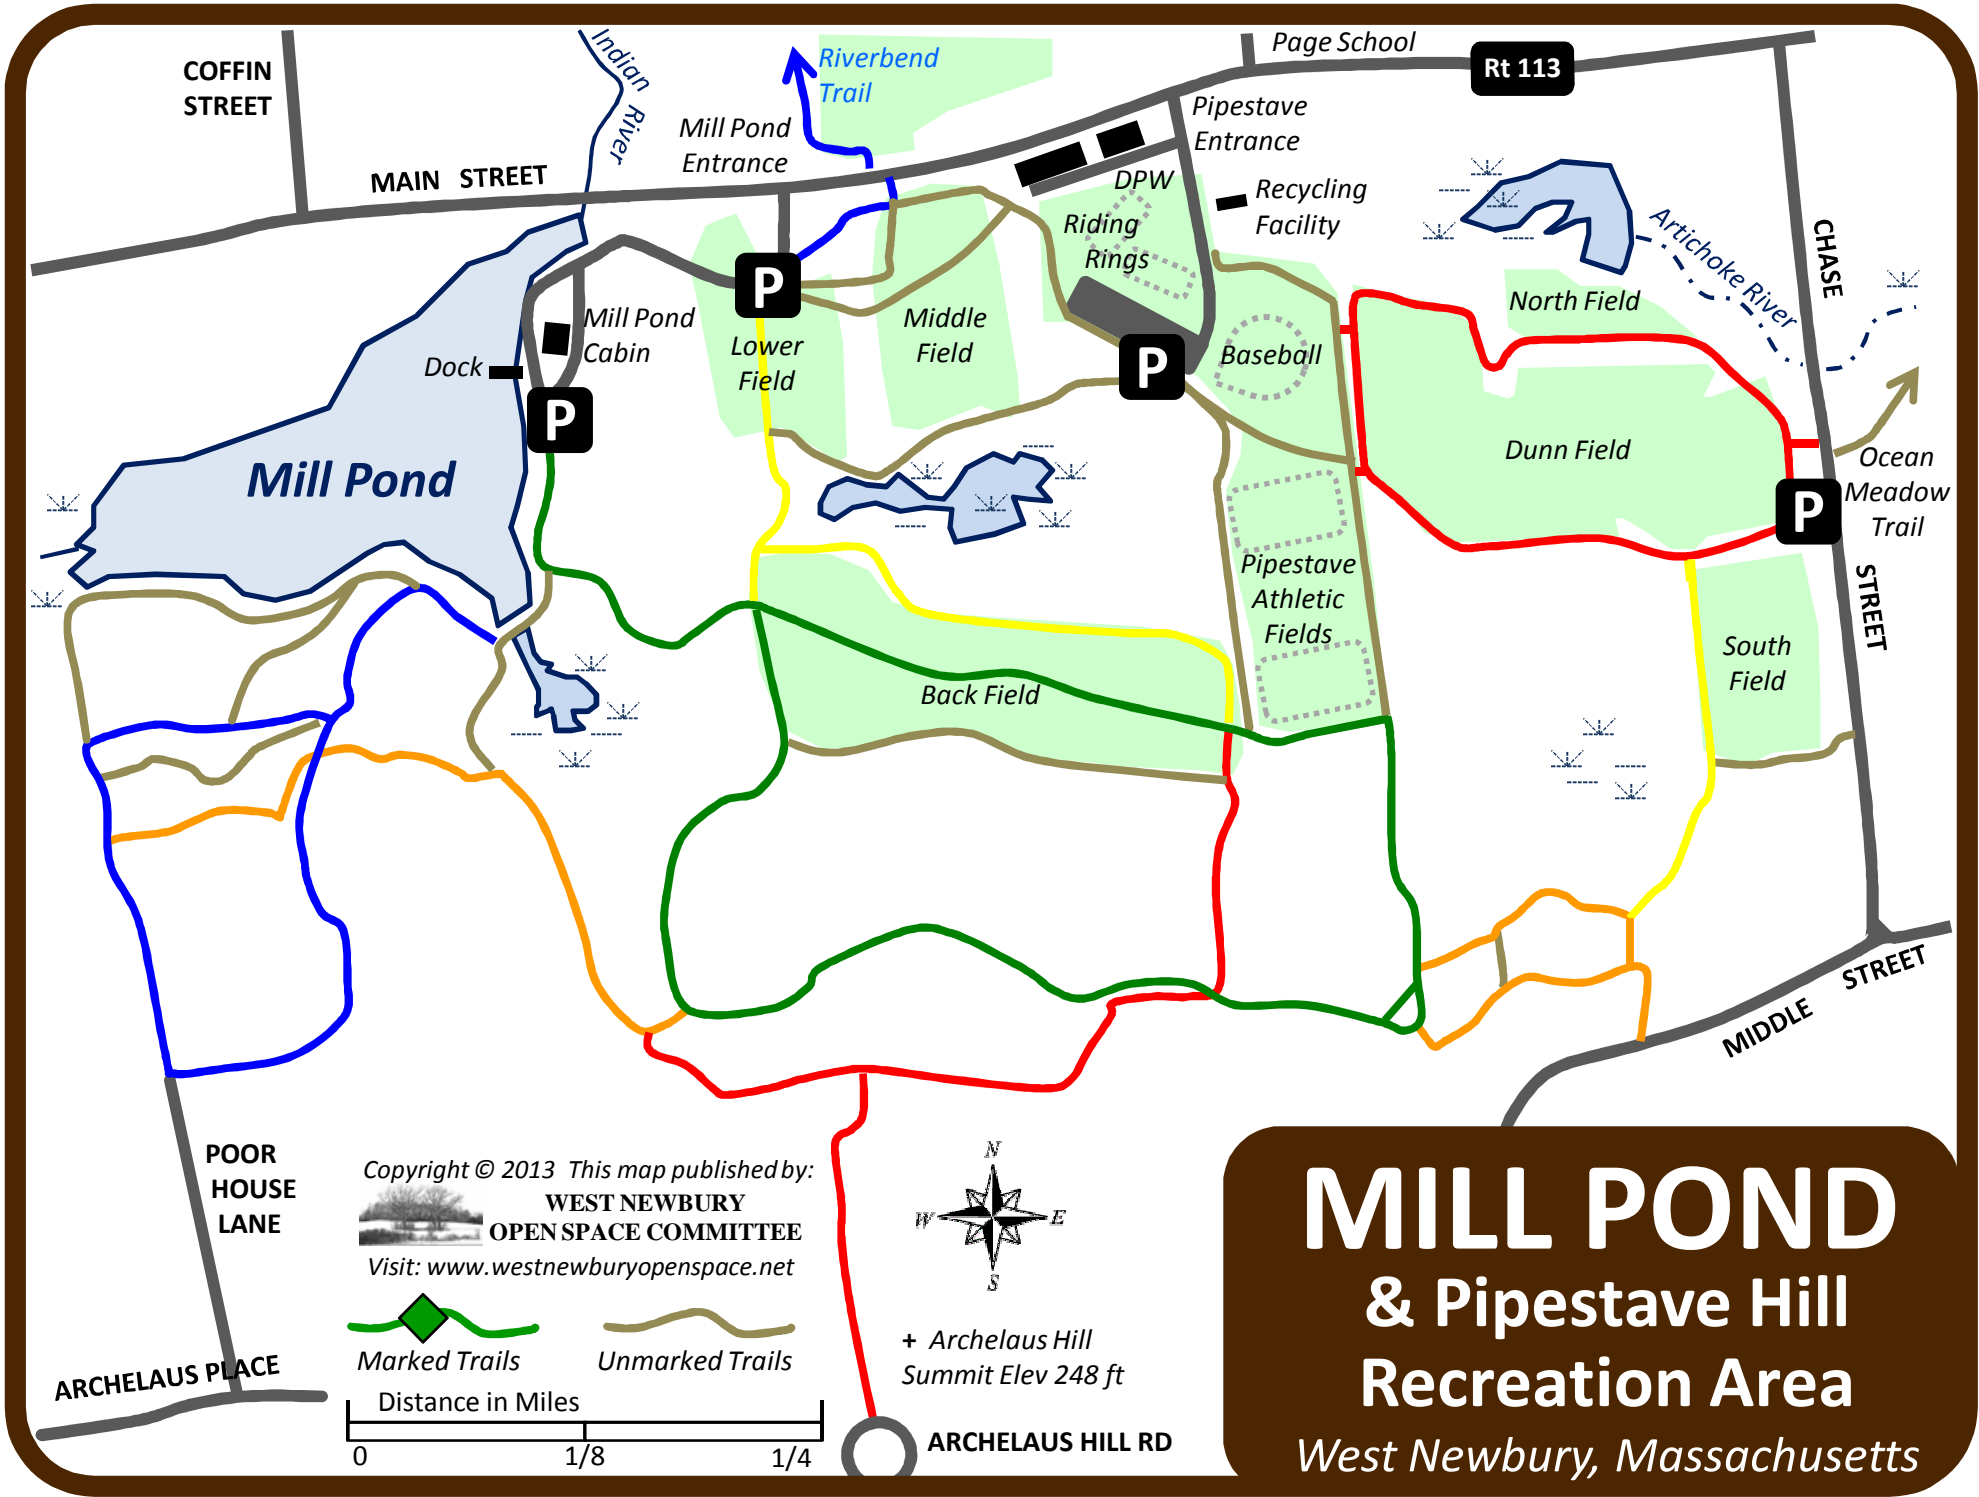 COFFIN
STREET
Indian River
Riverbend
Trail
Page School
Rt 113
Mill Pond
Entrance
Pipestave
Entrance
MAIN STREET
DPW
Recycling
Facility
Riding
Rings
Artichoke River
CHASE STREET
North Field
Mill Pond
Cabin
Dock
P
Lower
Field
Middle
Field
P
Baseball
P
Mill Pond
Dunn Field
Ocean
Meadow
Trail
P
P
Pipestave
Athletic
Fields
South
Field
Back Field
MIDDLE STREET
POOR
HOUSE
LANE
Copyright © 2013 This map published by:
WEST NEWBURY
OPEN SPACE COMMITTEE
Visit: www.westnewburyopenspace.net
N
W
E
S
Marked Trails
Unmarked Trails
+ Archelaus Hill
Summit Elev 248 ft
ARCHELAUS PLACE
Distance in Miles
0
1/8
1/4
ARCHELAUS HILL RD
MILL POND
& Pipestave Hill
Recreation Area
West Newbury, Massachusetts